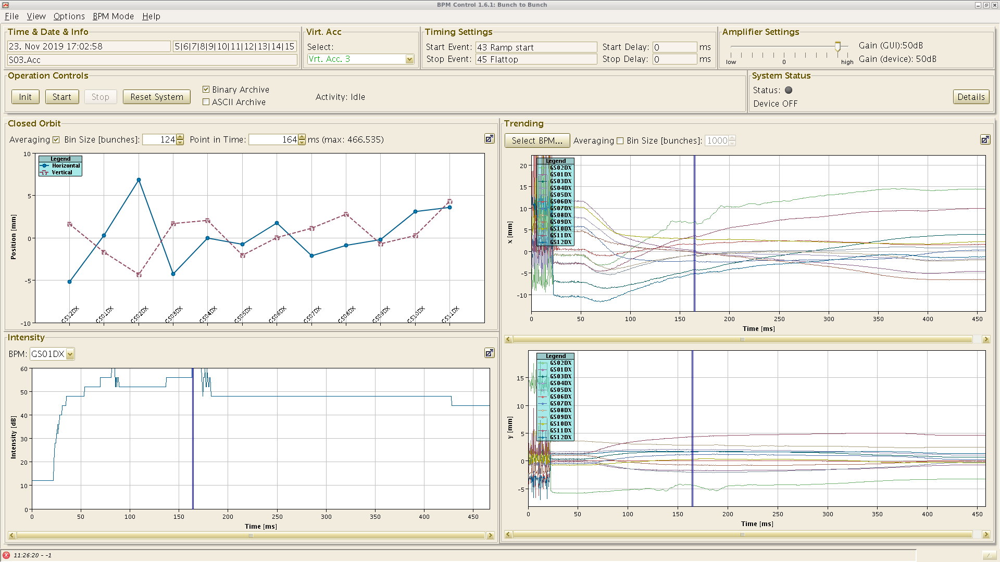 BPM Control 1.6.1: Bunch to Bunch
File View Options BPM Mode Help
Time & Date & Info
23. Nov 2019 17:02:58
5|6|7|8|9|10|11|12|13|14|15
S03.Acc
Virt. Acc
Select:
Vrt. Acc. 3
Timing Settings
Start Event: 43 Ramp start Start Delay: 0 ms
Stop Event: 45 Flattop Stop Delay: 0 ms
Amplifier Settings
low 0 high
Gain (GUI):50dB
Gain (device): 50dB
Operation Controls
Init Start Stop Reset System
Binary Archive
ASCII Archive
Activity: Idle
System Status
Status:
Device OFF
Details
Closed Orbit
Averaging Bin Size [bunches]: 124 Point in Time: 164 ms (max: 466.535)
Legend
Horizontal
Vertical
Position [mm]
10
5
0
-5
-10
GS12DX GS01DX GS02DX GS03DX GS04DX GS05DX GS06DX GS07DX GS08DX GS09DX GS10DX GS11DX
Intensity
BPM: GS01DX
Intensity [dB]
60
50
40
30
20
10
0
0 50 100 150 200 250 300 350 400 450
Time [ms]
Trending
Select BPM... Averaging Bin Size [bunches]: 1000
Legend
GS02DX
GS01DX
GS03DX
GS04DX
GS05DX
GS06DX
GS07DX
GS08DX
GS09DX
GS10DX
GS11DX
GS12DX
x [mm]
20
15
10
5
0
-5
-10
0 50 100 150 200 250 300 350 400 450
Time [ms]
Legend
GS02DX
GS01DX
GS03DX
GS04DX
GS05DX
GS06DX
GS07DX
GS08DX
GS09DX
GS10DX
GS11DX
GS12DX
y [mm]
15
10
5
0
-5
0 50 100 150 200 250 300 350 400 450
Time [ms]
11:26:20 - -1